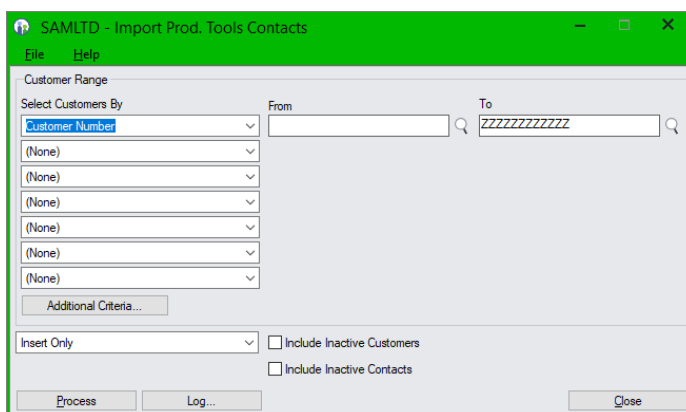 SAMLTD - Import Prod. Tools Contacts
File Help
Customer Range
Select Customers By From To
Customer Number ZZZZZZZZZZZZ
(None)
(None)
(None)
(None)
(None)
(None)
Additional Criteria...
Insert Only Include Inactive Customers
Include Inactive Contacts
Process Log... Close